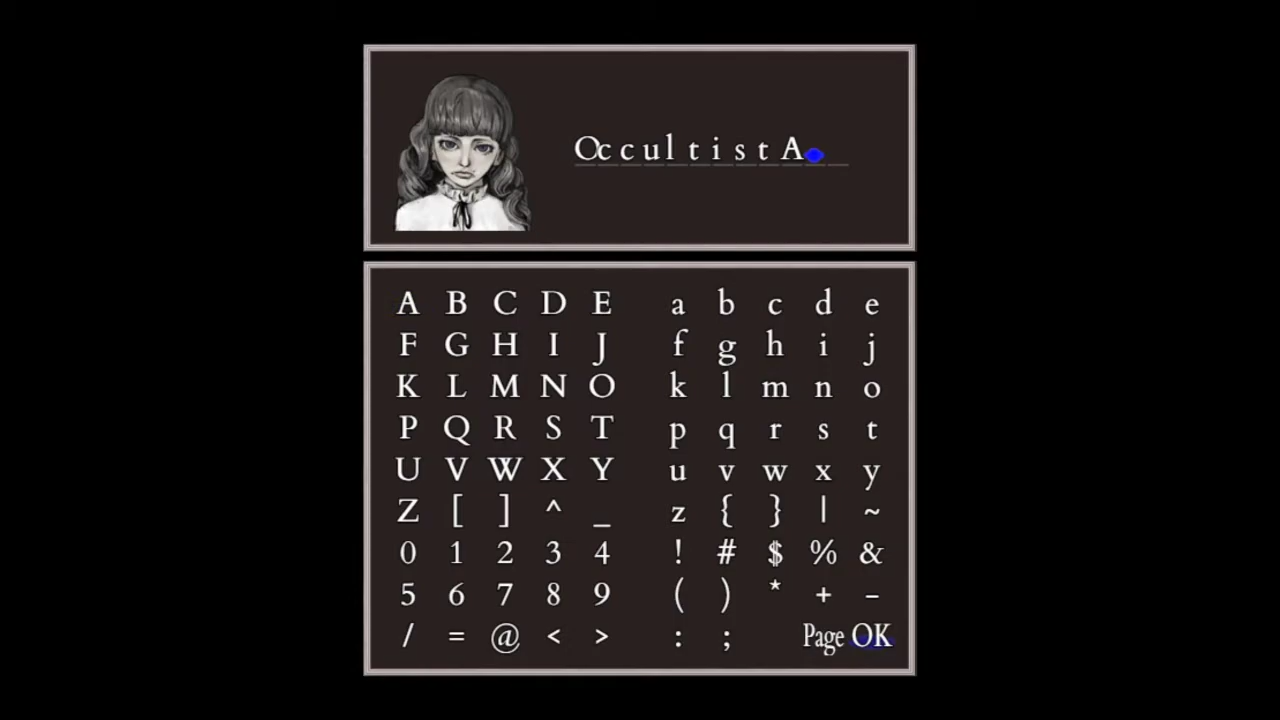 OccultistA
A B C D E a b c d e
F G H I J f g h i j
K L M N O k l m n o
P Q R S T p q r s t
U V W X Y u v w x y
Z [ ] ^ _ z { } | ~
0 1 2 3 4 ! # $ % &
5 6 7 8 9 ( ) * + -
/ = @ < > : ; Page OK